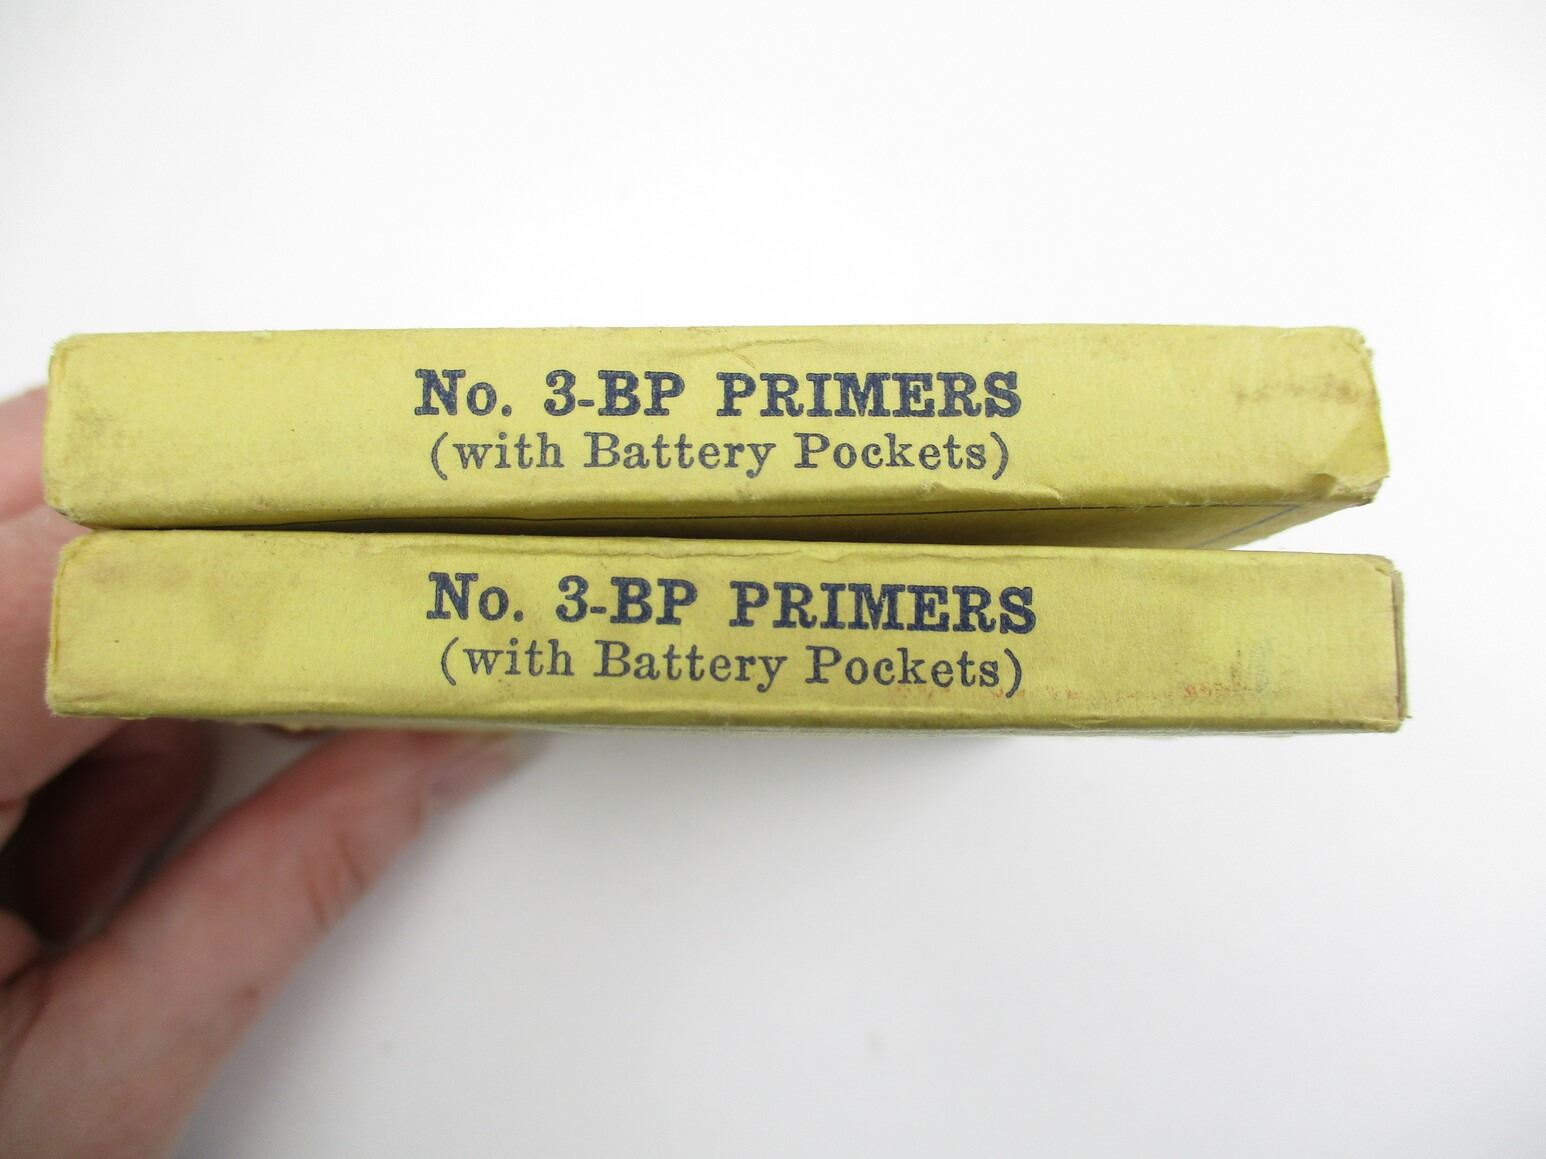 No. 3-BP PRIMERS
(with Battery Pockets)
No. 3-BP PRIMERS
(with Battery Pockets)